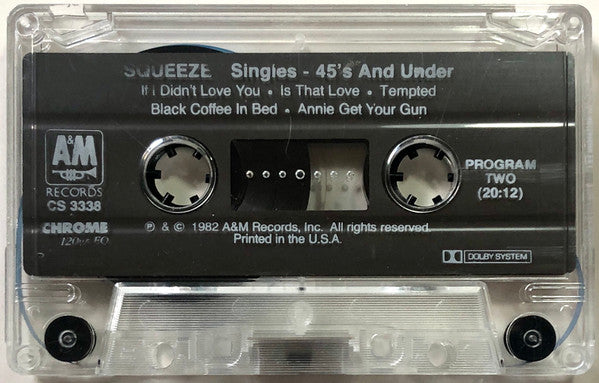 SQUEEZE Singles - 45's And Under
If I Didn't Love You • Is That Love • Tempted
Black Coffee In Bed • Annie Get Your Gun
A&M
RECORDS
CS 3338
CHROME
120µs EQ
PROGRAM
TWO
(20:12)
℗ & © 1982 A&M Records, Inc. All rights reserved.
Printed in the U.S.A.
DOLBY SYSTEM